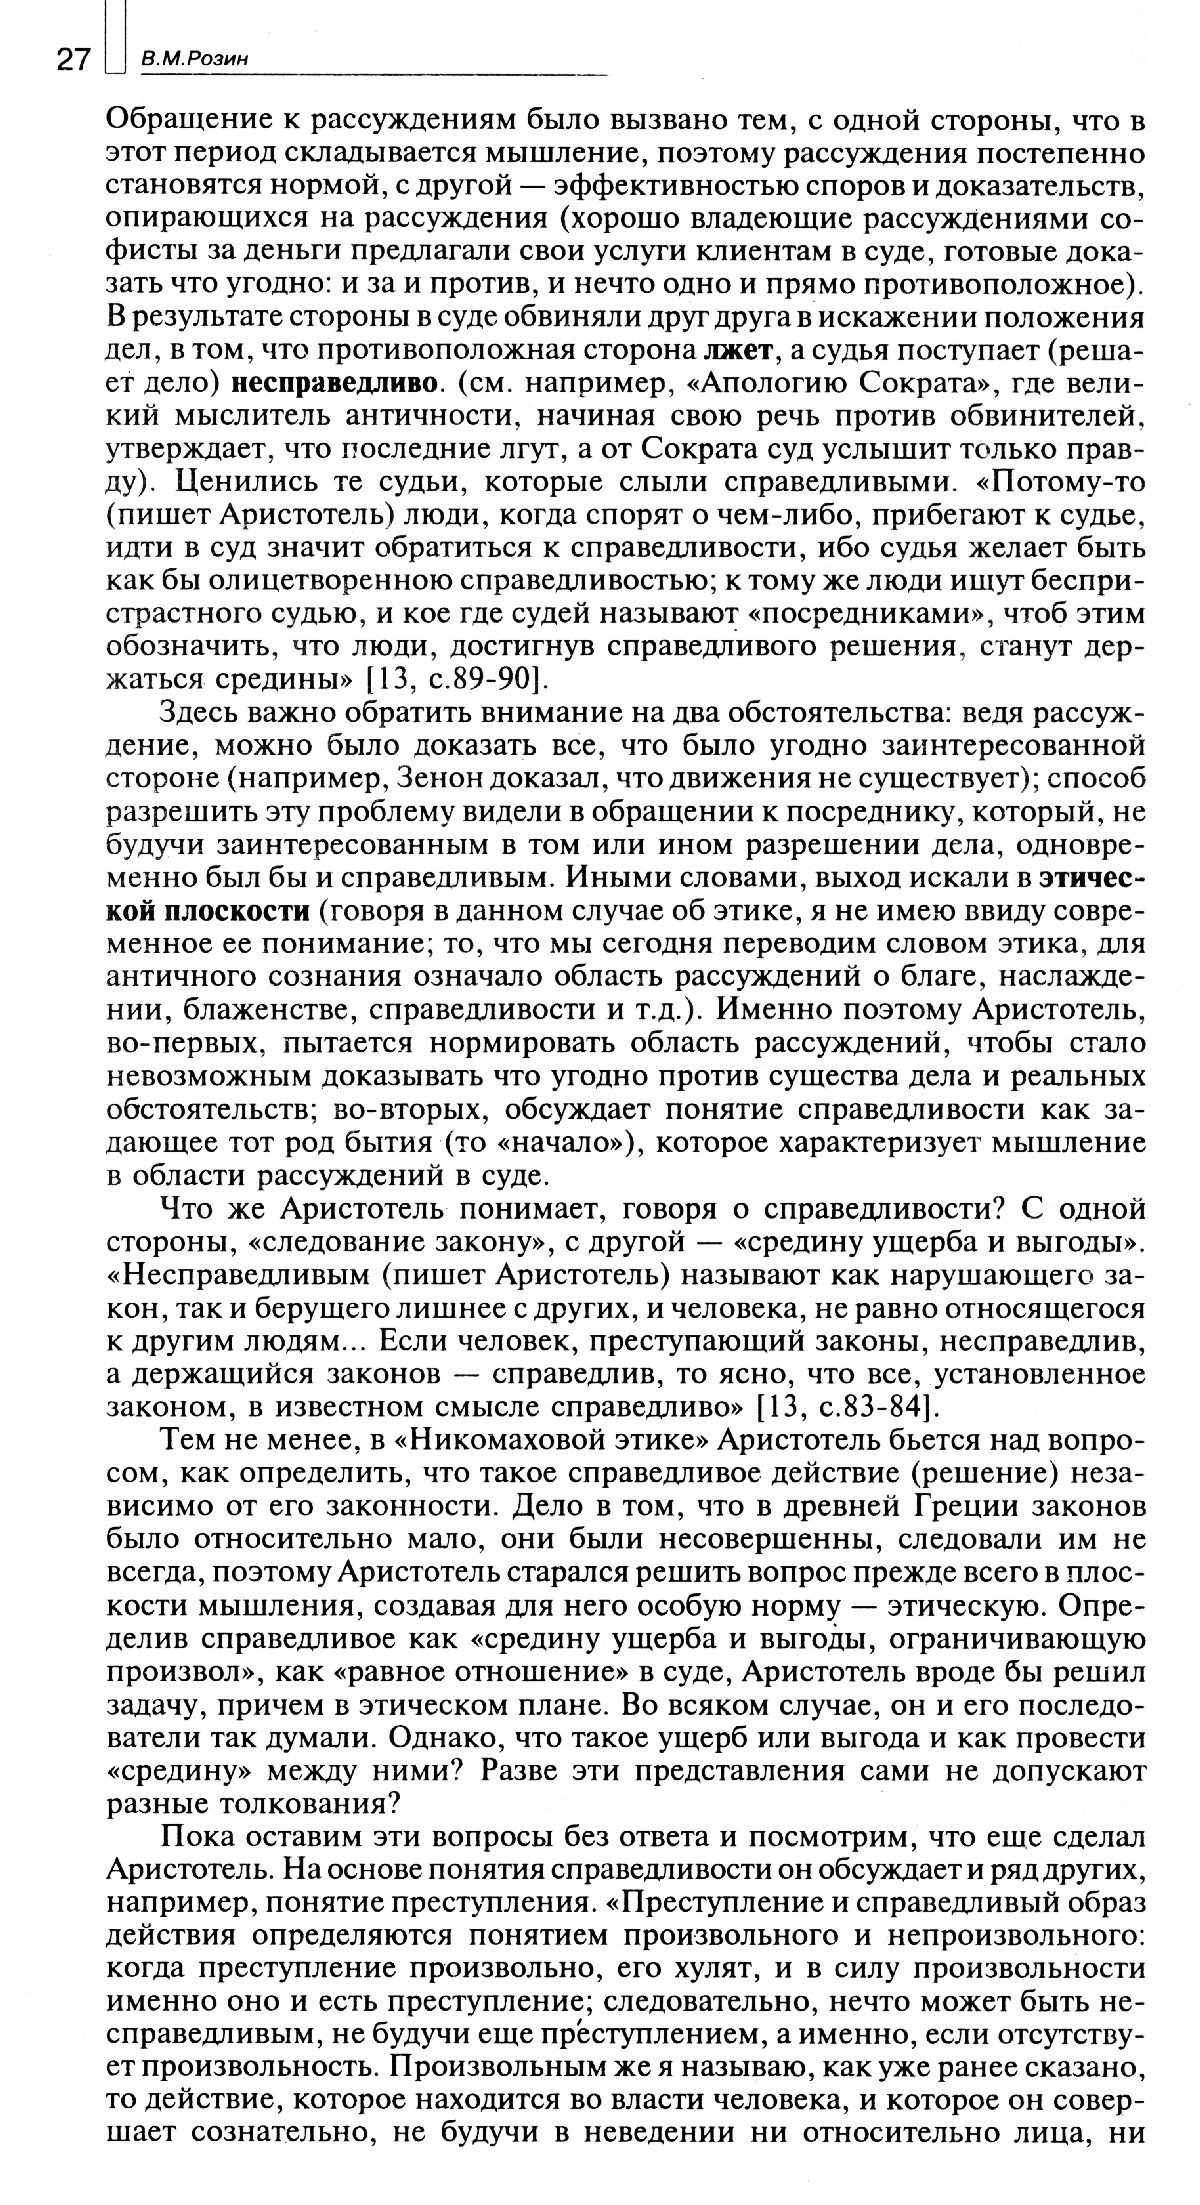 27 В.М.Розин
Обращение к рассуждениям было вызвано тем, с одной стороны, что в
этот период складывается мышление, поэтому рассуждения постепенно
становятся нормой, с другой — эффективностью споров и доказательств,
опирающихся на рассуждения (хорошо владеющие рассуждениями со-
фисты за деньги предлагали свои услуги клиентам в суде, готовые дока-
зать что угодно: и за и против, и нечто одно и прямо противоположное).
В результате стороны в суде обвиняли друг друга в искажении положения
дел, в том, что противоположная сторона лжет, а судья поступает (реша-
ет дело) несправедливо. (см. например, «Апологию Сократа», где вели-
кий мыслитель античности, начиная свою речь против обвинителей,
утверждает, что последние лгут, а от Сократа суд услышит только прав-
ду). Ценились те судьи, которые слыли справедливыми. «Потому-то
(пишет Аристотель) люди, когда спорят о чем-либо, прибегают к судье,
идти в суд значит обратиться к справедливости, ибо судья желает быть
как бы олицетворенною справедливостью; к тому же люди ищут беспри-
страстного судью, и кое где судей называют «посредниками», чтоб этим
обозначить, что люди, достигнув справедливого решения, станут дер-
жаться средины» [13, с.89-90].
Здесь важно обратить внимание на два обстоятельства: ведя рассуж-
дение, можно было доказать все, что было угодно заинтересованной
стороне (например, Зенон доказал, что движения не существует); способ
разрешить эту проблему видели в обращении к посреднику, который, не
будучи заинтересованным в том или ином разрешении дела, одновре-
менно был бы и справедливым. Иными словами, выход искали в этичес-
кой плоскости (говоря в данном случае об этике, я не имею ввиду совре-
менное ее понимание; то, что мы сегодня переводим словом этика, для
античного сознания означало область рассуждений о благе, наслажде-
нии, блаженстве, справедливости и т.д.). Именно поэтому Аристотель,
во-первых, пытается нормировать область рассуждений, чтобы стало
невозможным доказывать что угодно против существа дела и реальных
обстоятельств; во-вторых, обсуждает понятие справедливости как за-
дающее тот род бытия (то «начало»), которое характеризует мышление
в области рассуждений в суде.
Что же Аристотель понимает, говоря о справедливости? С одной
стороны, «следование закону», с другой — «средину ущерба и выгоды».
«Несправедливым (пишет Аристотель) называют как нарушающего за-
кон, так и берущего лишнее с других, и человека, не равно относящегося
к другим людям... Если человек, преступающий законы, несправедлив,
а держащийся законов — справедлив, то ясно, что все, установленное
законом, в известном смысле справедливо» [13, с.83-84].
Тем не менее, в «Никомаховой этике» Аристотель бьется над вопро-
сом, как определить, что такое справедливое действие (решение) неза-
висимо от его законности. Дело в том, что в древней Греции законов
было относительно мало, они были несовершенны, следовали им не
всегда, поэтому Аристотель старался решить вопрос прежде всего в плос-
кости мышления, создавая для него особую норму — этическую. Опре-
делив справедливое как «средину ущерба и выгоды, ограничивающую
произвол», как «равное отношение» в суде, Аристотель вроде бы решил
задачу, причем в этическом плане. Во всяком случае, он и его последо-
ватели так думали. Однако, что такое ущерб или выгода и как провести
«средину» между ними? Разве эти представления сами не допускают
разные толкования?
Пока оставим эти вопросы без ответа и посмотрим, что еще сделал
Аристотель. На основе понятия справедливости он обсуждает и ряд других,
например, понятие преступления. «Преступление и справедливый образ
действия определяются понятием произвольного и непроизвольного:
когда преступление произвольно, его хулят, и в силу произвольности
именно оно и есть преступление; следовательно, нечто может быть не-
справедливым, не будучи еще преступлением, а именно, если отсутству-
ет произвольность. Произвольным же я называю, как уже ранее сказано,
то действие, которое находится во власти человека, и которое он совер-
шает сознательно, не будучи в неведении ни относительно лица, ни